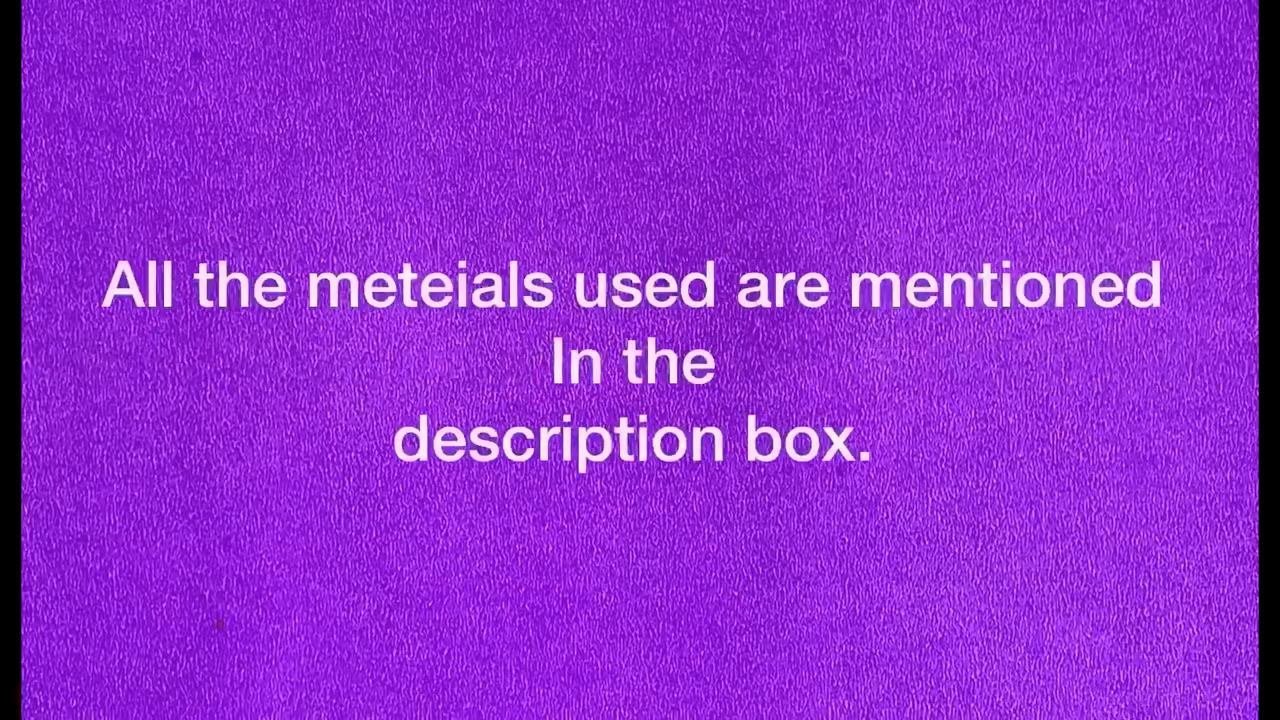 All the meteials used are mentioned
In the
description box.